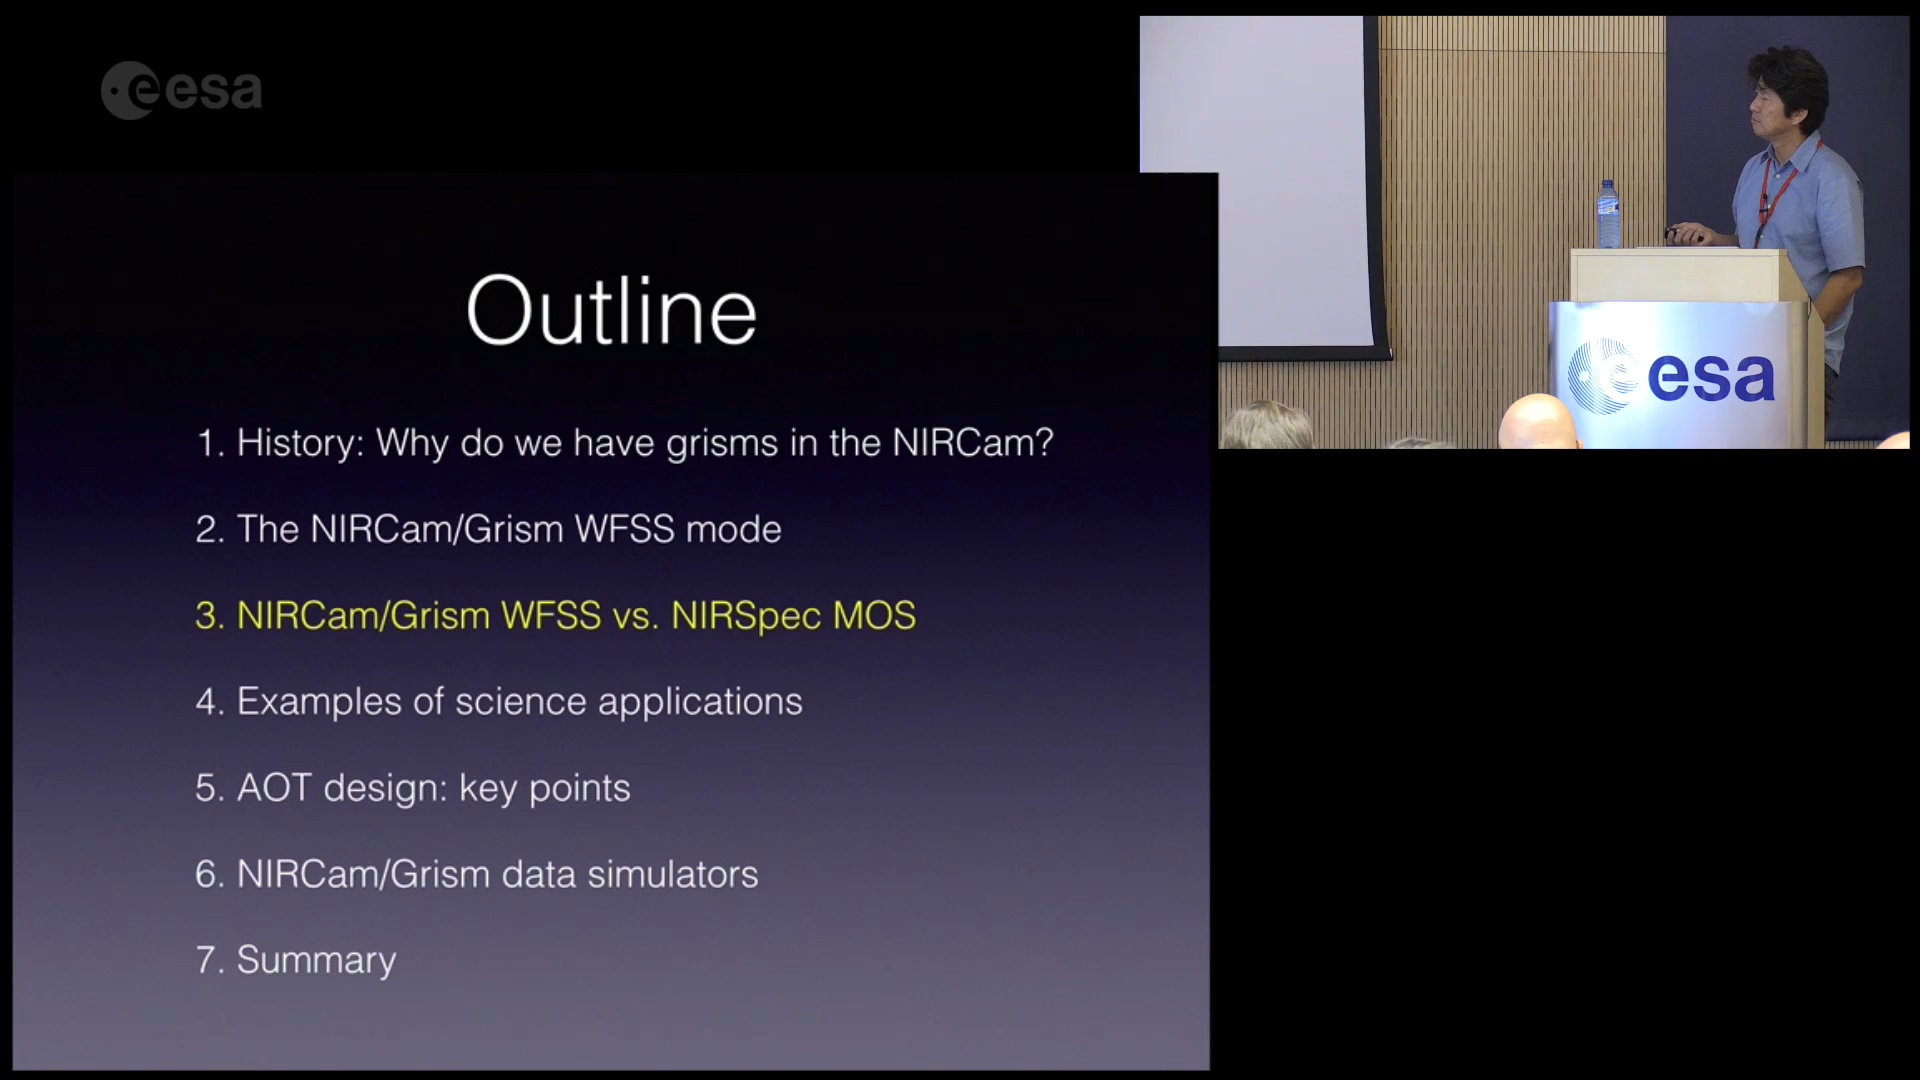 esa
Outline
1. History: Why do we have grisms in the NIRCam?
2. The NIRCam/Grism WFSS mode
3. NIRCam/Grism WFSS vs. NIRSpec MOS
4. Examples of science applications
5. AOT design: key points
6. NIRCam/Grism data simulators
7. Summary
esa